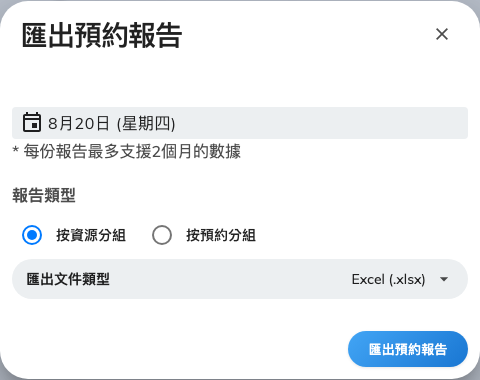 匯出預約報告
8月20日 (星期四)
* 每份報告最多支援2個月的數據
報告類型
按資源分組
按預約分組
匯出文件類型
Excel (.xlsx)
匯出預約報告